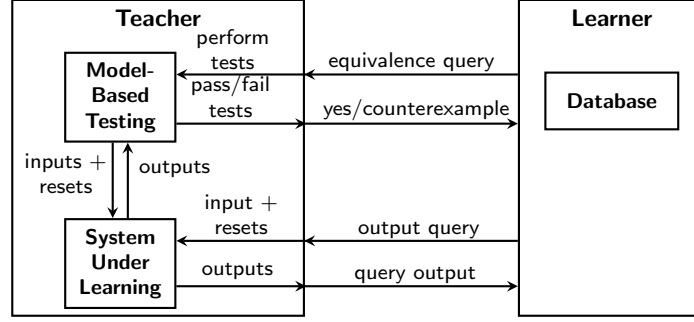 Teacher
Learner
perform
tests
equivalence query
Model-
Based
Testing
pass/fail
tests
yes/counterexample
Database
inputs +
resets
outputs
input +
resets
output query
System
Under
Learning
outputs
query output